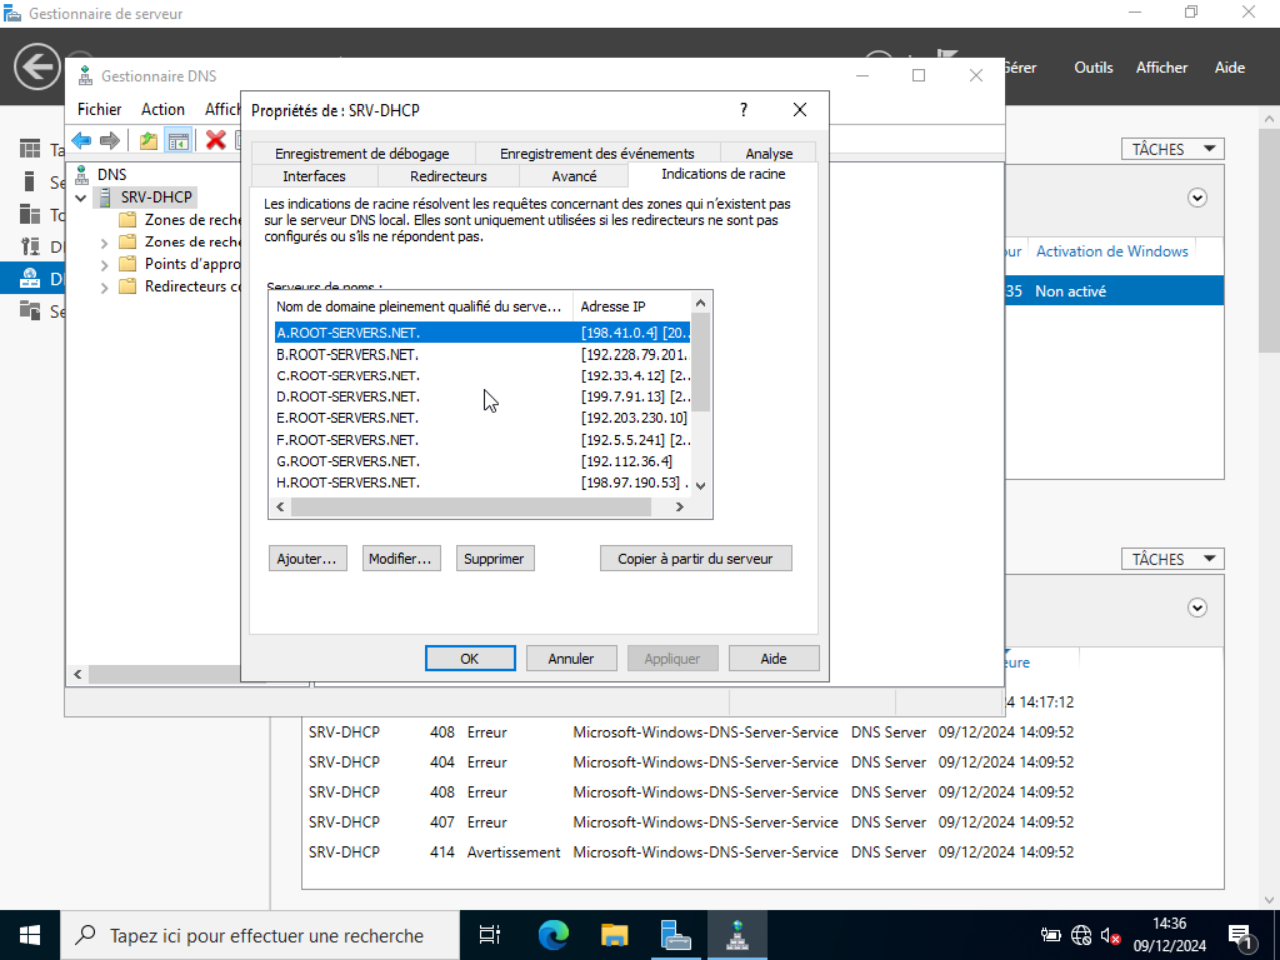 Gestionnaire de serveur
Gérer
Outils
Afficher
Aide
Gestionnaire DNS
Fichier
Action
Affich
Propriétés de : SRV-DHCP
?
Enregistrement de débogage
Enregistrement des événements
Analyse
Interfaces
Redirecteurs
Avancé
Indications de racine
Les indications de racine résolvent les requêtes concernant des zones qui n'existent pas
sur le serveur DNS local. Elles sont uniquement utilisées si les redirecteurs ne sont pas
configurés ou s'ils ne répondent pas.
Serveurs de noms :
Nom de domaine pleinement qualifié du serve...
Adresse IP
A.ROOT-SERVERS.NET.
[198.41.0.4] [20..
B.ROOT-SERVERS.NET.
[192.228.79.201.
C.ROOT-SERVERS.NET.
[192.33.4.12] [2..
D.ROOT-SERVERS.NET.
[199.7.91.13] [2..
E.ROOT-SERVERS.NET.
[192.203.230.10]
F.ROOT-SERVERS.NET.
[192.5.5.241] [2..
G.ROOT-SERVERS.NET.
[192.112.36.4]
H.ROOT-SERVERS.NET.
[198.97.190.53] .
Ajouter...
Modifier...
Supprimer
Copier à partir du serveur
OK
Annuler
Appliquer
Aide
DNS
SRV-DHCP
Zones de reche
Zones de reche
Points d'appro
Redirecteurs c
Ta
Se
To
D
D
Se
TÂCHES
our
Activation de Windows
35
Non activé
TÂCHES
eure
4 14:17:12
SRV-DHCP 408 Erreur Microsoft-Windows-DNS-Server-Service DNS Server 09/12/2024 14:09:52
SRV-DHCP 404 Erreur Microsoft-Windows-DNS-Server-Service DNS Server 09/12/2024 14:09:52
SRV-DHCP 408 Erreur Microsoft-Windows-DNS-Server-Service DNS Server 09/12/2024 14:09:52
SRV-DHCP 407 Erreur Microsoft-Windows-DNS-Server-Service DNS Server 09/12/2024 14:09:52
SRV-DHCP 414 Avertissement Microsoft-Windows-DNS-Server-Service DNS Server 09/12/2024 14:09:52
Tapez ici pour effectuer une recherche
14:36
09/12/2024
1